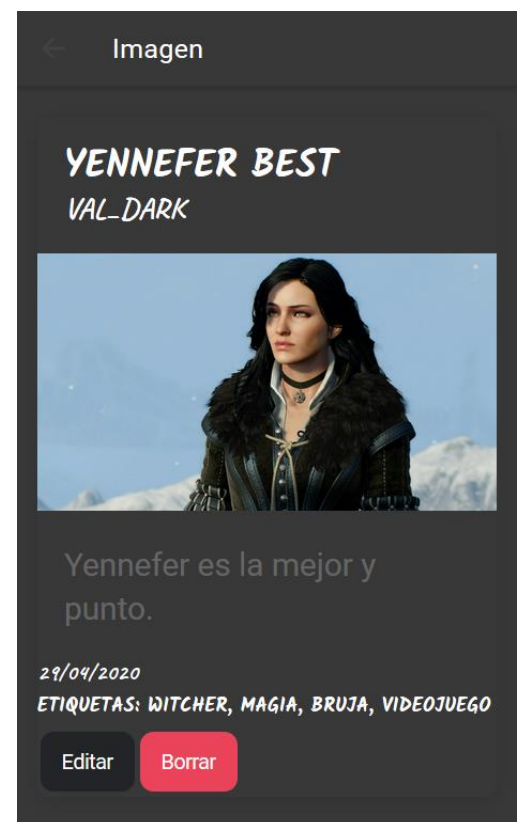 Imagen
YENNEFER BEST
VAL_DARK
Yennefer es la mejor y
punto.
29/04/2020
ETIQUETAS: WITCHER, MAGIA, BRUJA, VIDEOJUEGO
Editar Borrar